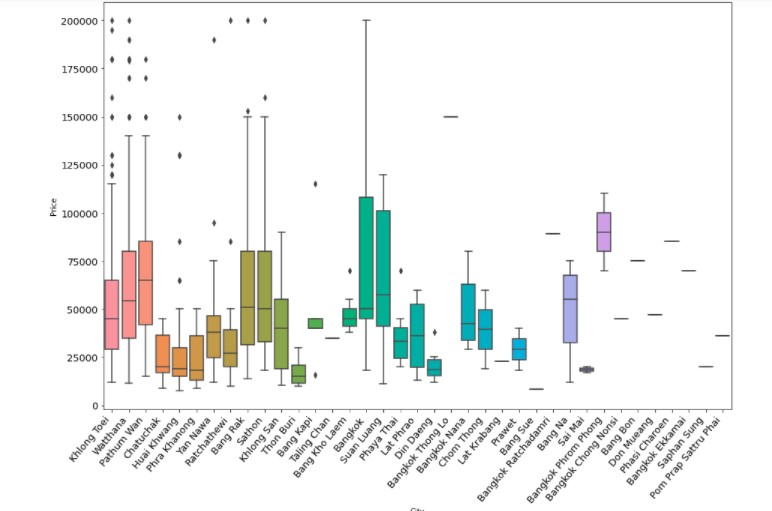 200000
175000
150000
125000
100000
75000
50000
25000
0
Price
Khlong Toei
Watthana
Pathum Wan
Chatuchak
Huai Khwang
Phra Khanong
Yan Nawa
Ratchathewi
Bang Rak
Sathon
Khlong San
Thon Buri
Bang Kapi
Taling Chan
Bang Kho Laem
Bangkok
Suan Luang
Phaya Thai
Lat Phrao
Din Daeng
Bangkok Thong Lo
Bangkok Nana
Chom Thong
Lat Krabang
Prawet
Bang Sue
Bangkok Ratchadamri
Bang Na
Sai Mai
Bangkok Phrom Phong
Bangkok Chong Nonsi
Bang Bon
Don Mueang
Phasi Charoen
Bangkok Ekkamai
Saphan Sung
Pom Prap Sattru Phai